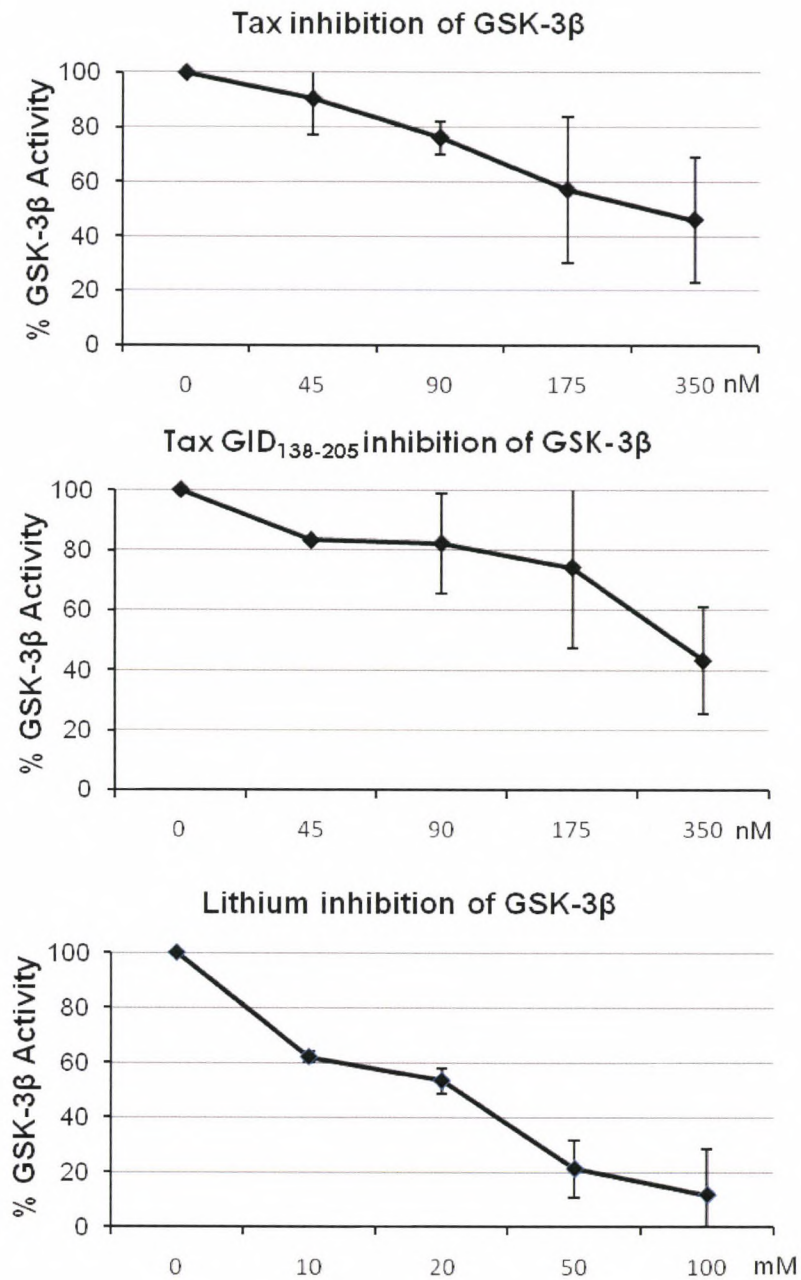 Tax inhibition of GSK-3β
% GSK-3β Activity
100
80
60
40
20
0
0 45 90 175 350 nM
Tax GID138-205 inhibition of GSK-3β
% GSK-3β Activity
100
80
60
40
20
0
0 45 90 175 350 nM
Lithium inhibition of GSK-3β
% GSK-3β Activity
100
80
60
40
20
0
0 10 20 50 100 mM